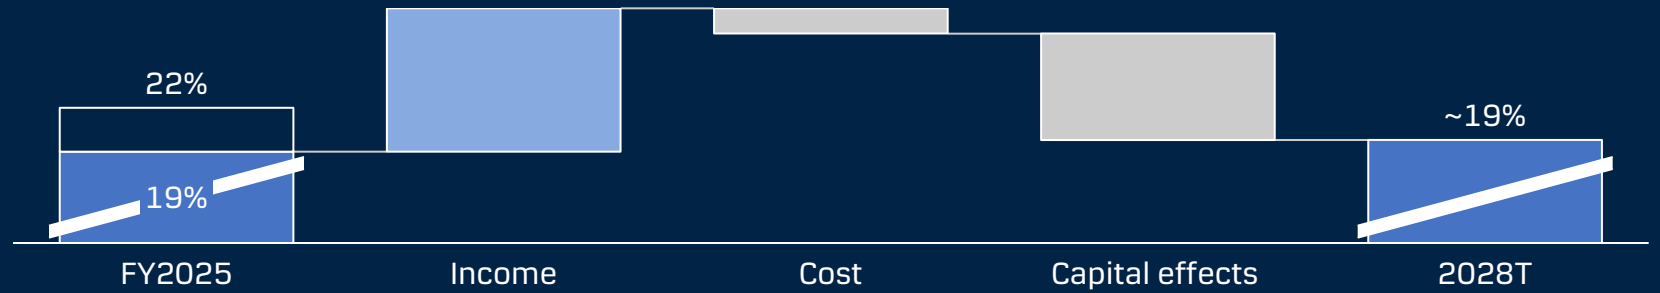 22%
~19%
19%
FY2025
Income
Cost
Capital effects
2028T